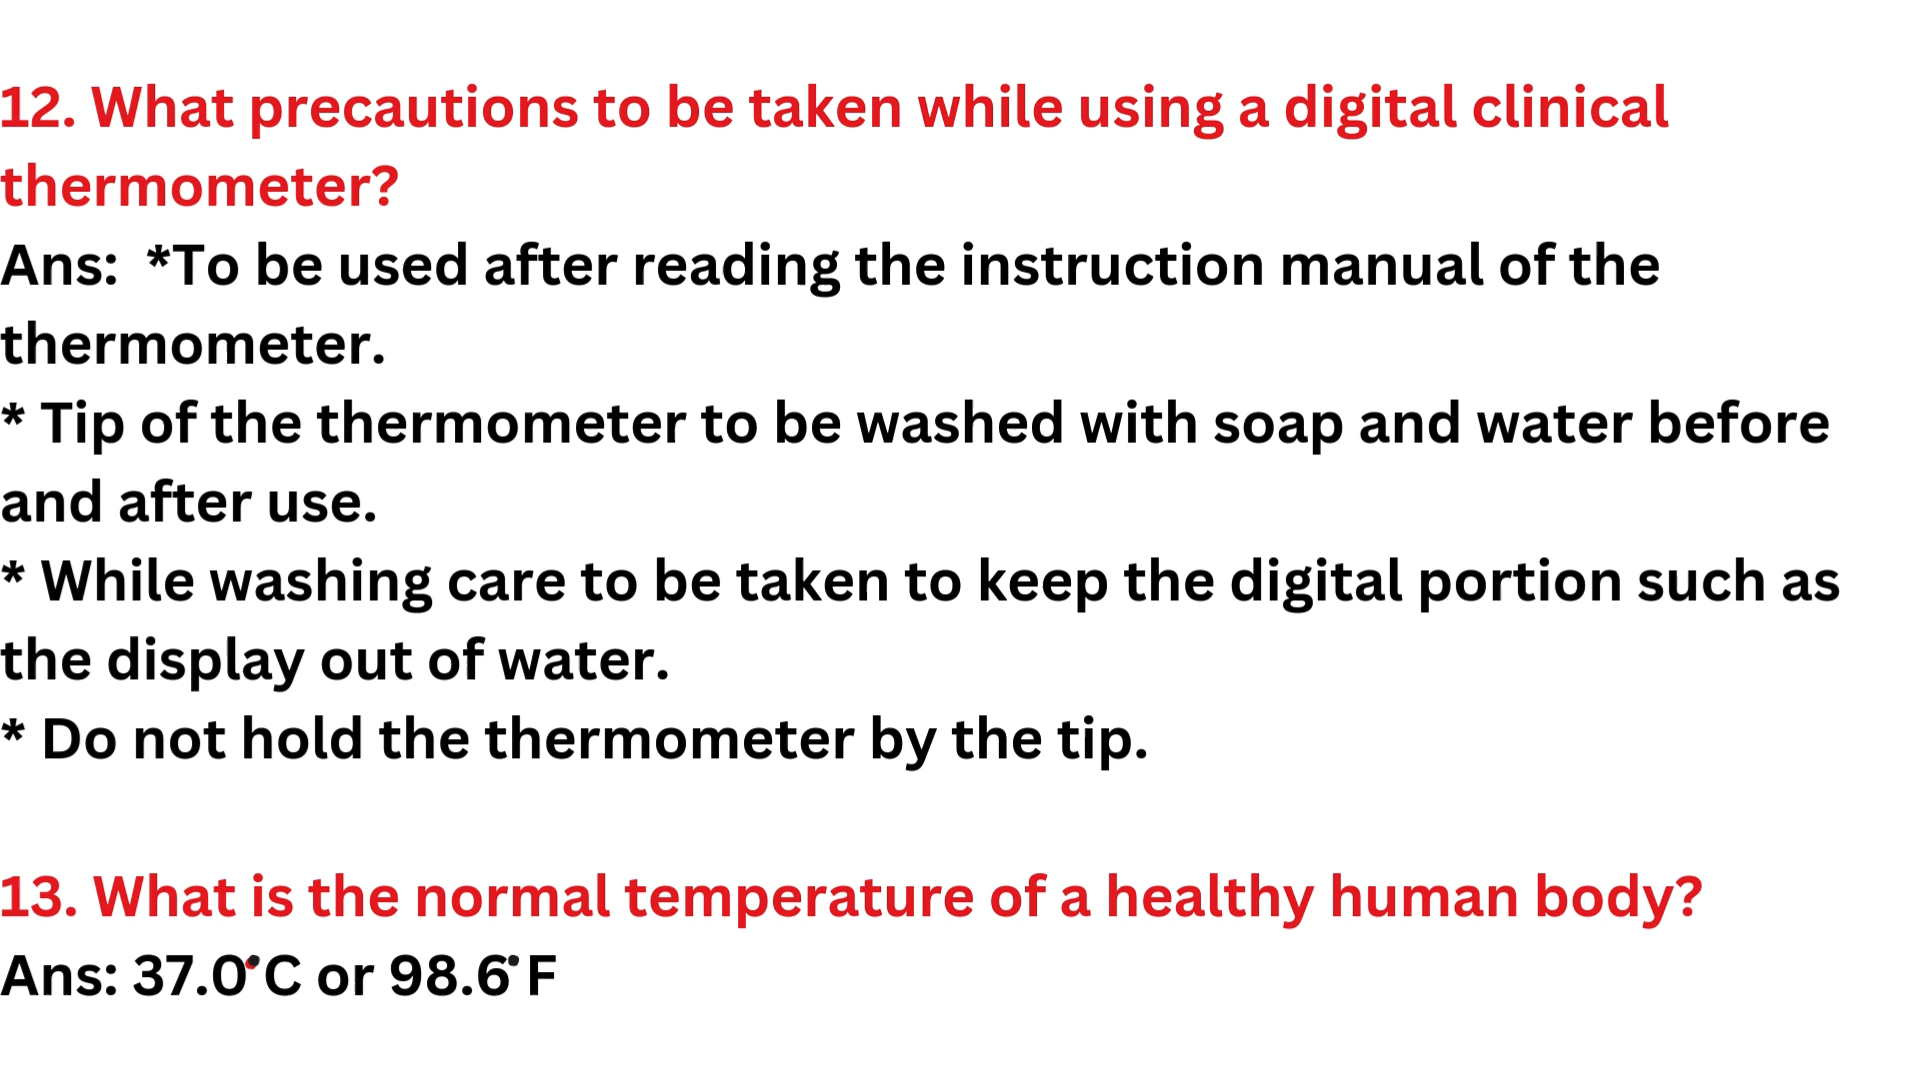 12. What precautions to be taken while using a digital clinical
thermometer?
Ans:  *To be used after reading the instruction manual of the
thermometer.
* Tip of the thermometer to be washed with soap and water before
and after use.
* While washing care to be taken to keep the digital portion such as
the display out of water.
* Do not hold the thermometer by the tip.
13. What is the normal temperature of a healthy human body?
Ans: 37.0°C or 98.6°F